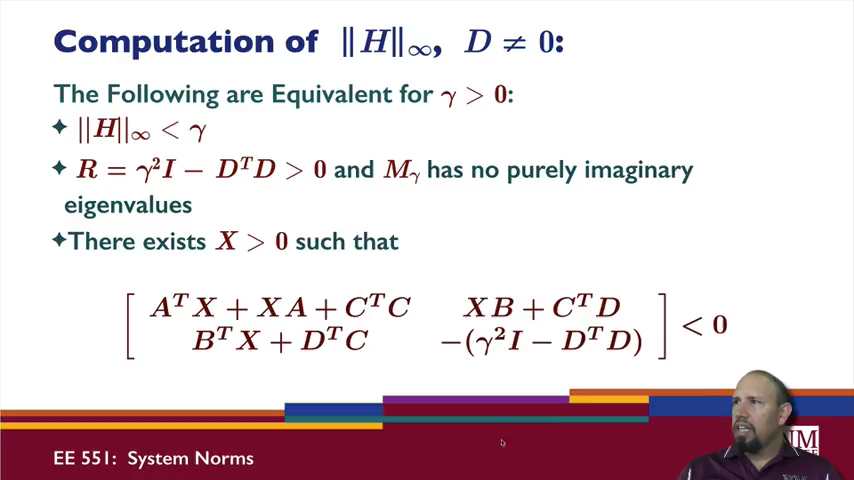 Computation of ‖H‖∞, D ≠ 0:
The Following are Equivalent for γ > 0:
✦ ||H||∞ < γ
✦ R = γ²I − DᵀD > 0 and Mγ has no purely imaginary
eigenvalues
✦There exists X > 0 such that
[ AᵀX + XA + CᵀC XB + CᵀD
BᵀX + DᵀC −(γ²I − DᵀD) ] < 0
EE 551: System Norms